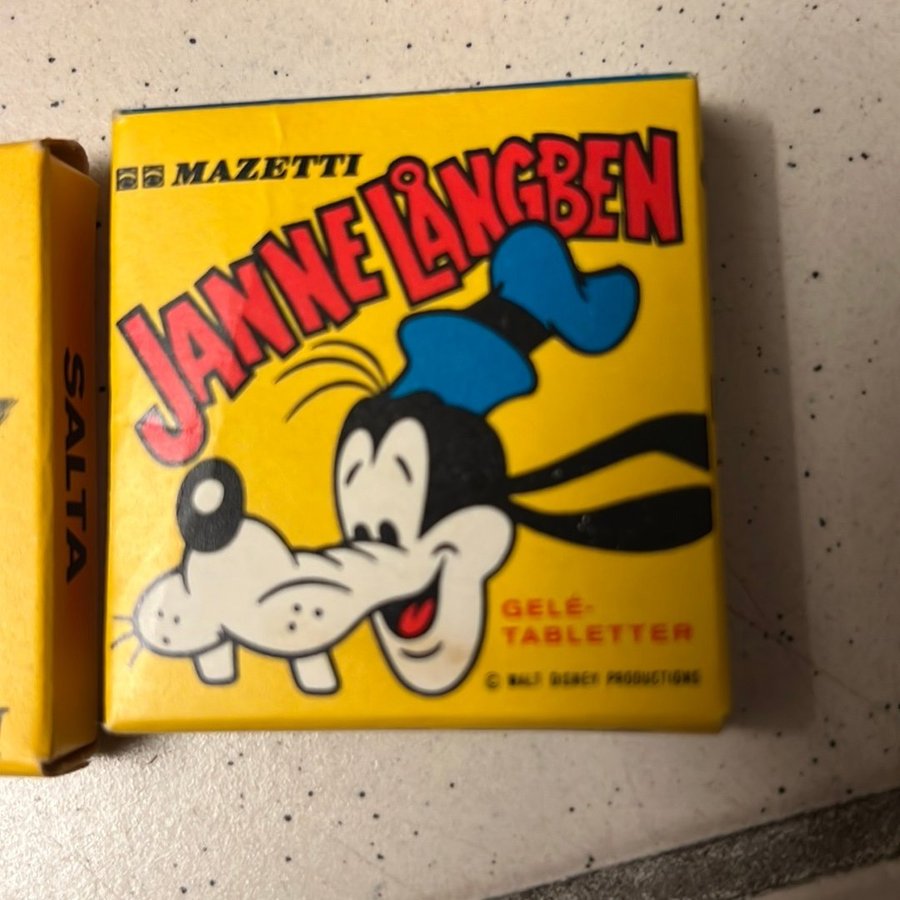 MAZETTI
JANNE LÅNGBEN
GELÉ-
TABLETTER
© WALT DISNEY PRODUCTIONS
SALTA